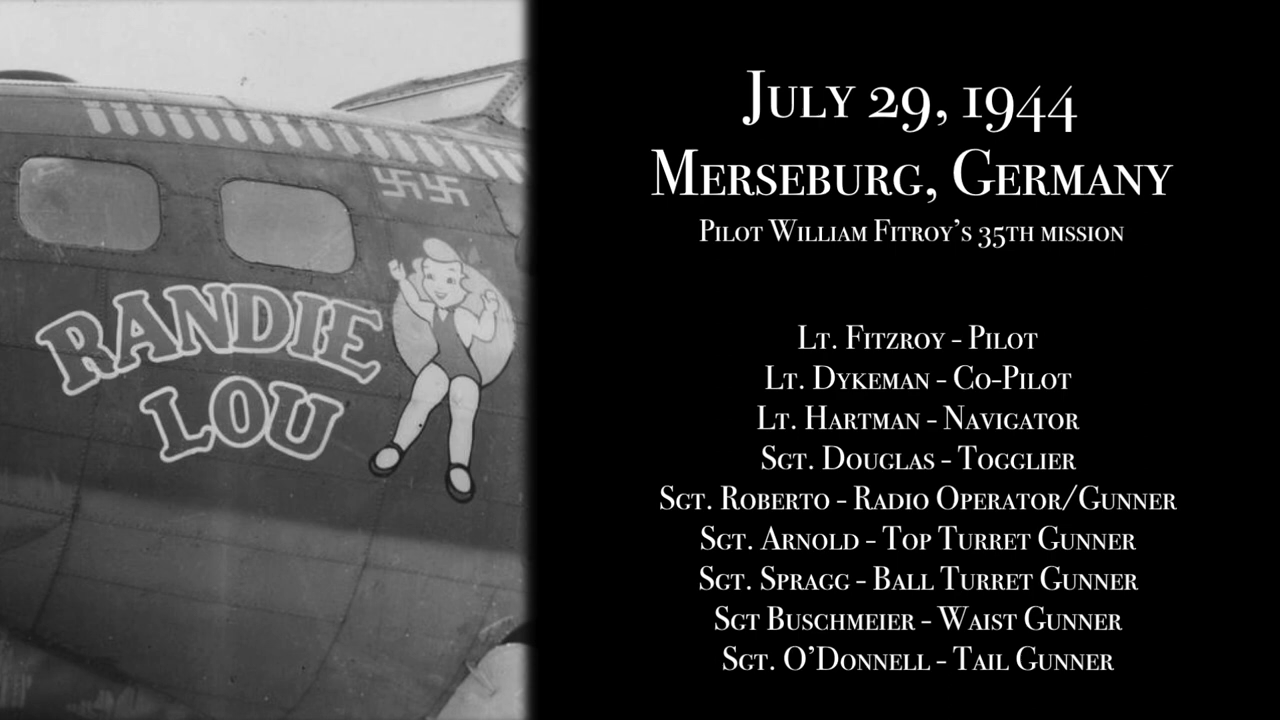 RANDIE
LOU
July 29, 1944
Merseburg, Germany
Pilot William Fitroy's 35th mission
Lt. Fitzroy - Pilot
Lt. Dykeman - Co-Pilot
Lt. Hartman - Navigator
Sgt. Douglas - Togglier
Sgt. Roberto - Radio Operator/Gunner
Sgt. Arnold - Top Turret Gunner
Sgt. Spragg - Ball Turret Gunner
Sgt Buschmeier - Waist Gunner
Sgt. O'Donnell - Tail Gunner